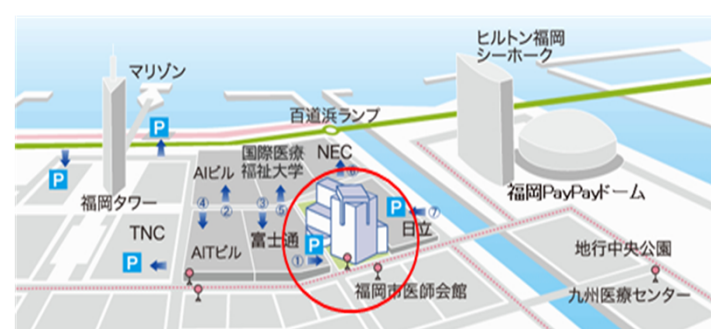 ヒルトン福岡
シーホーク
マリゾン
百道浜ランプ
P
国際医療
福祉大学
NEC
AIビル
⑥
P
福岡タワー
④
②
③
⑤
P
⑦
福岡PayPayドーム
TNC
AITビル
富士通
P
日立
P
①
地行中央公園
福岡市医師会館
九州医療センター